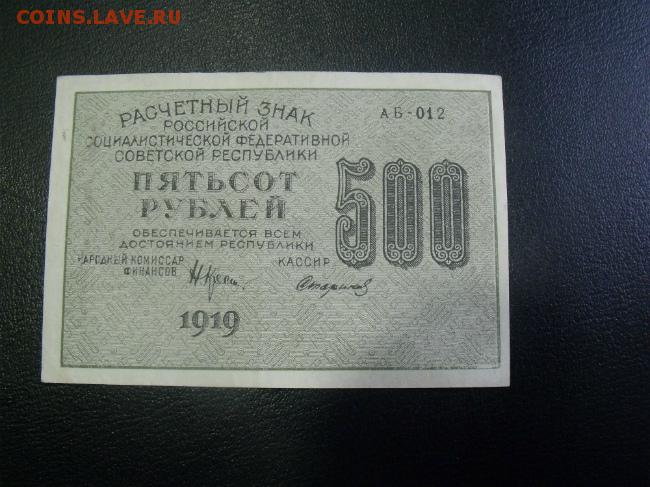 COINS.LAVE.RU
РАСЧЕТНЫЙ ЗНАК
РОССИЙСКОЙ
СОЦИАЛИСТИЧЕСКОЙ ФЕДЕРАТИВНОЙ
СОВЕТСКОЙ РЕСПУБЛИКИ
АБ-012
ПЯТЬСОТ
РУБЛЕЙ
500
ОБЕСПЕЧИВАЕТСЯ ВСЕМ
ДОСТОЯНИЕМ РЕСПУБЛИКИ
НАРОДНЫЙ КОМИССАР
ФИНАНСОВ
КАССИР
Стариков
1919